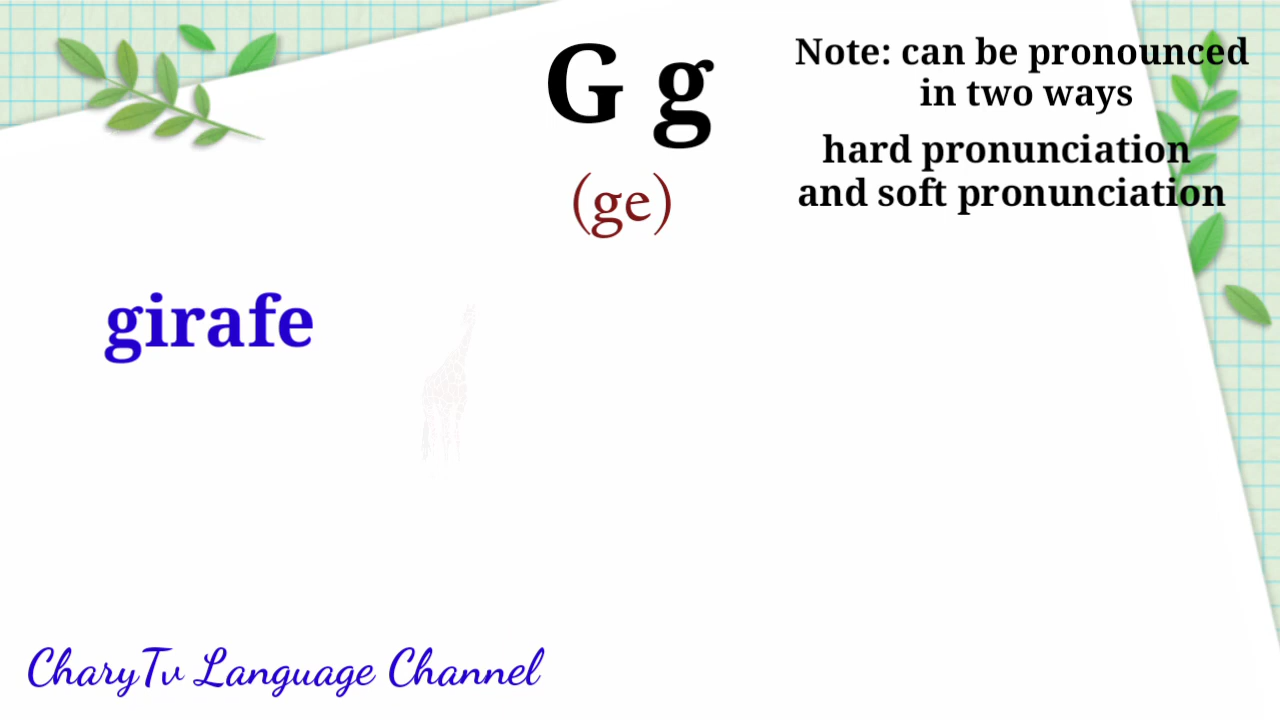 G g
(ge)
Note: can be pronounced
in two ways
hard pronunciation
and soft pronunciation
girafe
CharyTv Language Channel